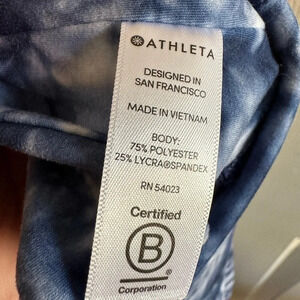 ATHLETA
DESIGNED IN
SAN FRANCISCO
MADE IN VIETNAM
BODY:
75% POLYESTER
25% LYCRA®SPANDEX
RN 54023
Certified
B
Corporation